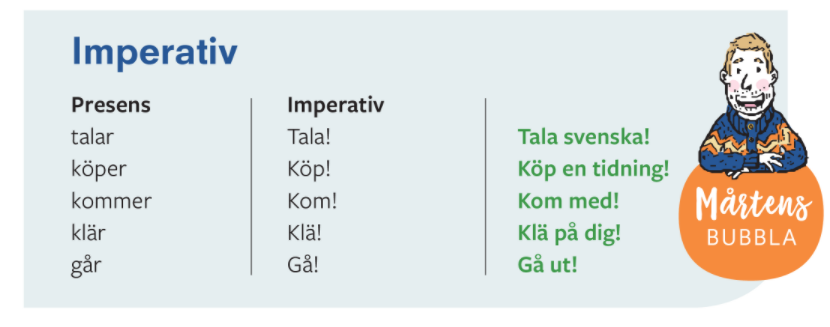 Imperativ
Presens Imperativ
talar Tala! Tala svenska!
köper Köp! Köp en tidning!
kommer Kom! Kom med!
klär Klä! Klä på dig!
går Gå! Gå ut!
Mårtens
BUBBLA